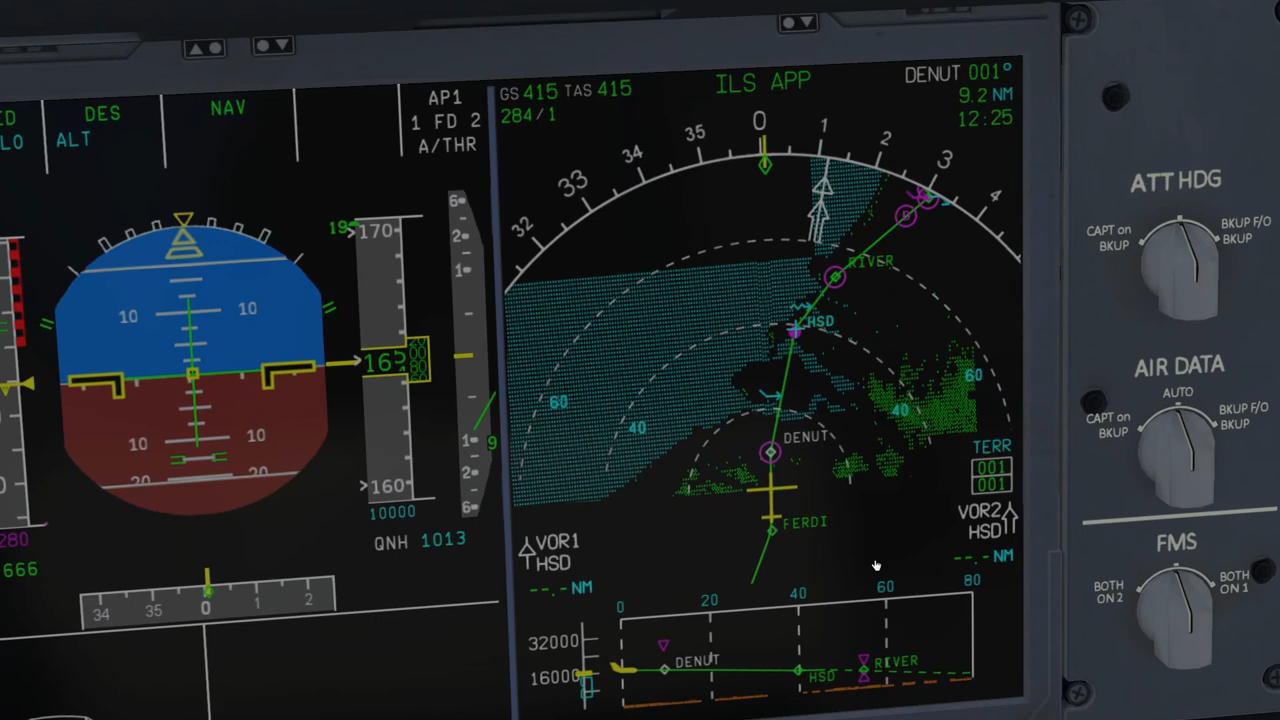 DES
NAV
ALT
AP1
1 FD 2
A/THR
10 10
10 10
20 20
170
160
10000
QNH 1013
280
666
34 35 0 1 2
GS 415 TAS 415
284/1
ILS APP
DENUT 001°
9.2 NM
12:25
32 33 34 35 0 1 2 3 4
RIVER
HSD
60 60
40 40
DENUT
TERR
001
001
FERDI
VOR1
HSD
--.- NM
VOR2
HSD
--.- NM
0 20 40 60 80
32000
16000
DENUT
HSD
RIVER
ATT HDG
CAPT on
BKUP
BKUP F/O
BKUP
AIR DATA
AUTO
CAPT on
BKUP
BKUP F/O
BKUP
FMS
BOTH
ON 2
BOTH
ON 1